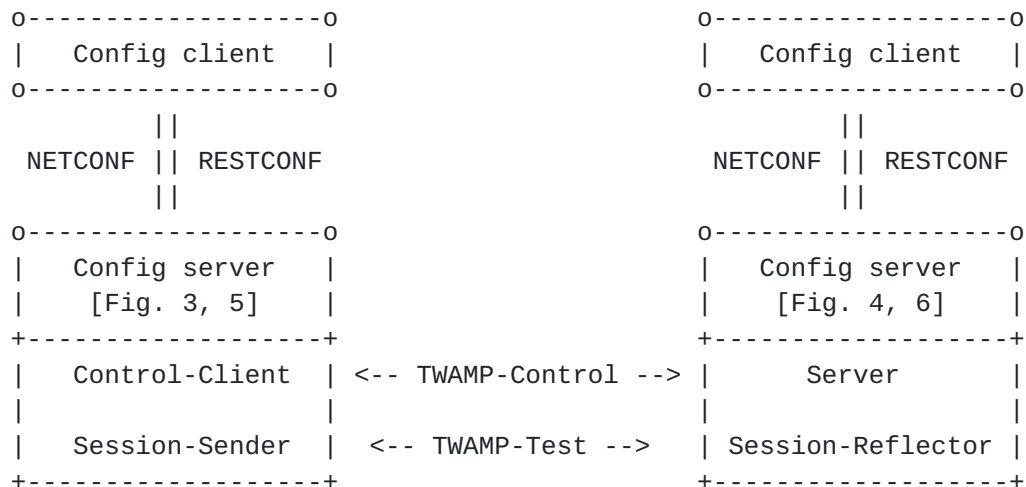 o-------------------o                      o-------------------o
|   Config client   |                      |   Config client   |
o-------------------o                      o-------------------o
         ||                                         ||
 NETCONF || RESTCONF                        NETCONF || RESTCONF
         ||                                         ||
o-------------------o                      o-------------------o
|   Config server   |                      |   Config server   |
|    [Fig. 3, 5]    |                      |    [Fig. 4, 6]    |
+-------------------+                      +-------------------+
|   Control-Client  | <-- TWAMP-Control --> |      Server       |
|                   |                      |                   |
|   Session-Sender  |  <-- TWAMP-Test -->  | Session-Reflector |
+-------------------+                      +-------------------+